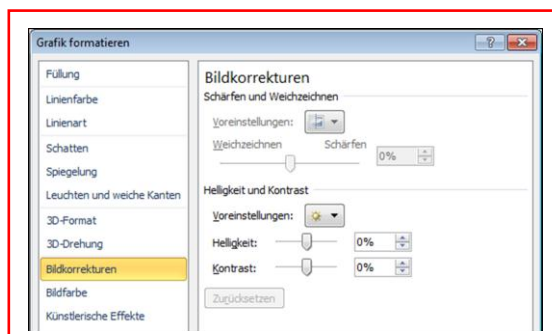 Grafik formatieren
Füllung
Linienfarbe
Linienart
Schatten
Spiegelung
Leuchten und weiche Kanten
3D-Format
3D-Drehung
Bildkorrekturen
Bildfarbe
Künstlerische Effekte
Bildkorrekturen
Schärfen und Weichzeichnen
Voreinstellungen:
Weichzeichnen Schärfen
0%
Helligkeit und Kontrast
Voreinstellungen:
Helligkeit: 0%
Kontrast: 0%
Zurücksetzen